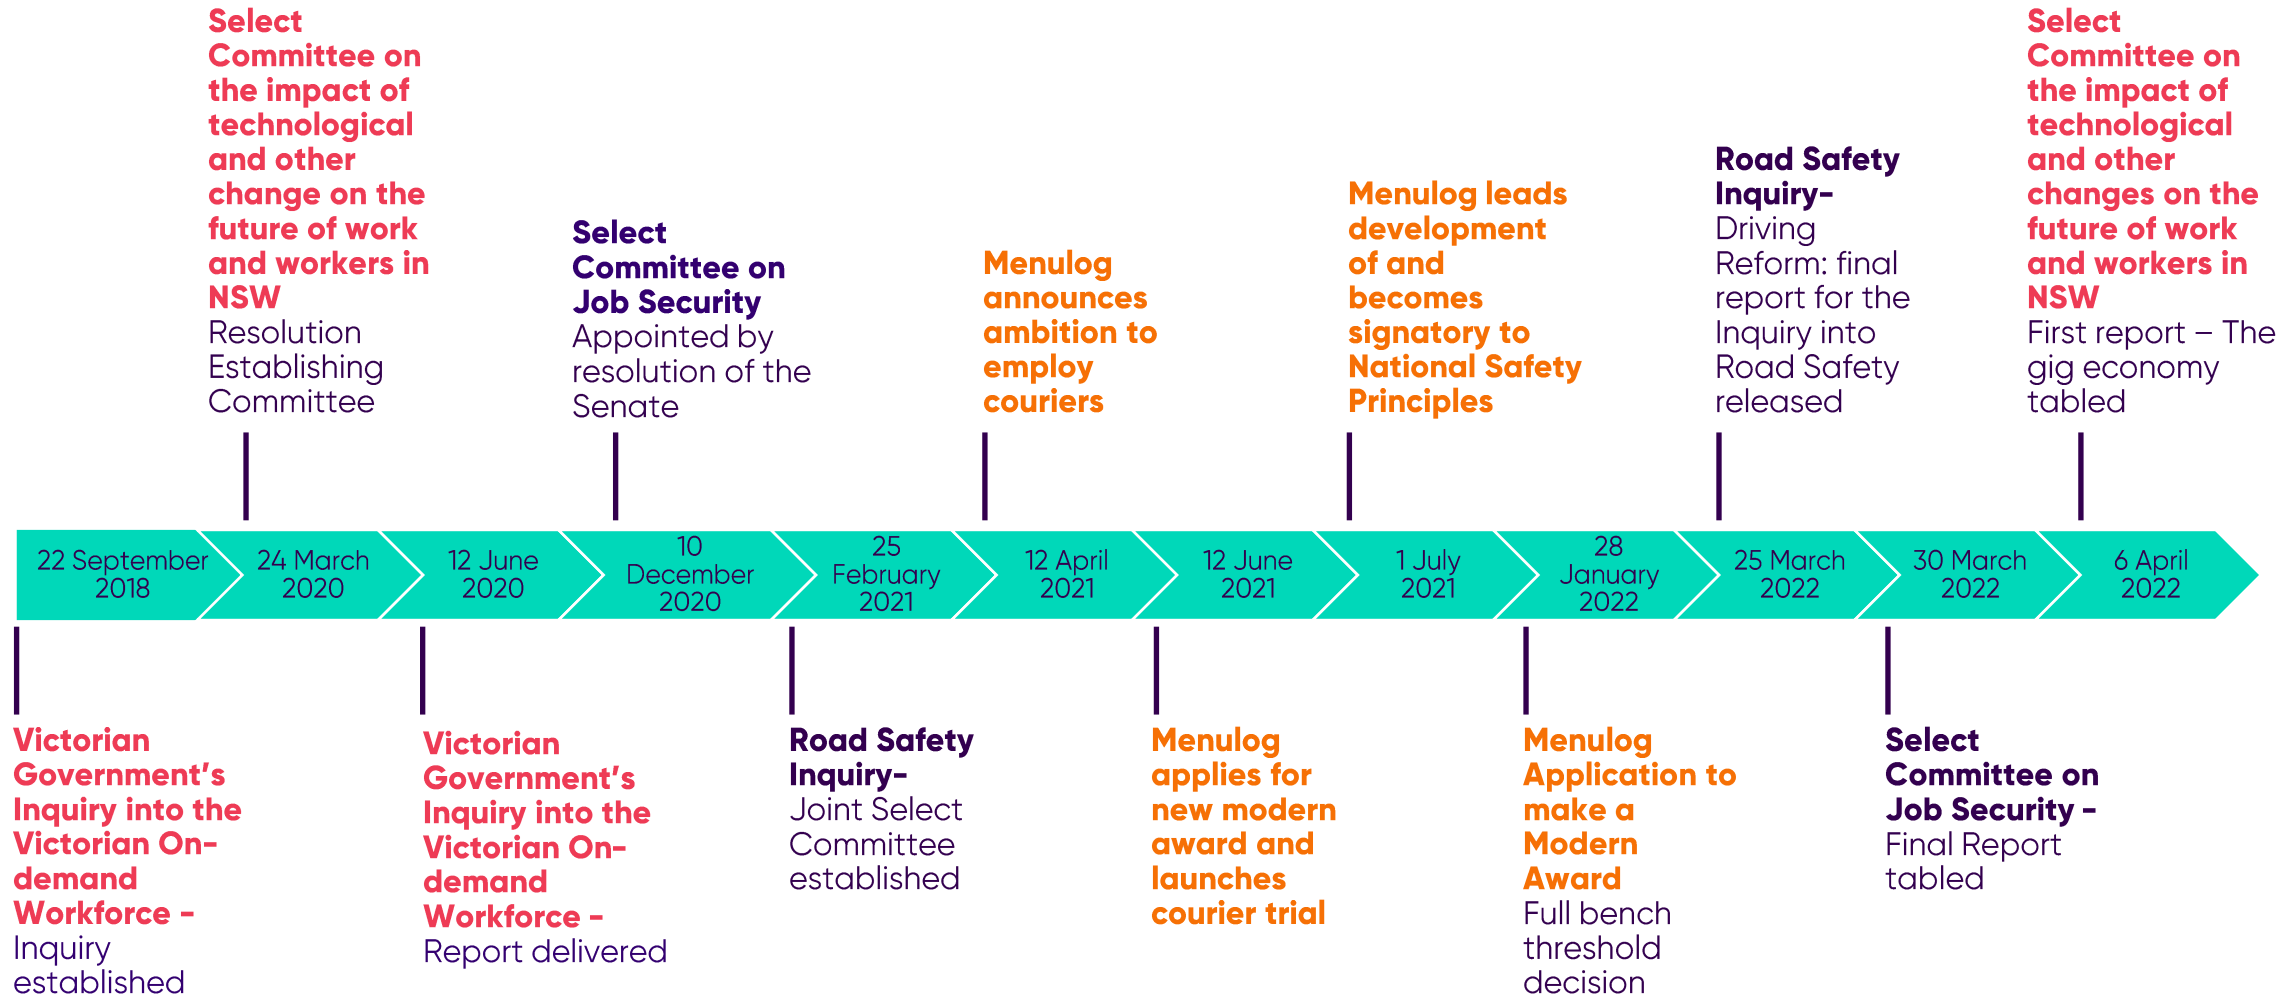 Select
Committee on
the impact of
technological
and other
change on the
future of work
and workers in
NSW
Resolution
Establishing
Committee
Select
Committee on
Job Security
Appointed by
resolution of the
Senate
Menulog
announces
ambition to
employ
couriers
Menulog leads
development
of and
becomes
signatory to
National Safety
Principles
Road Safety
Inquiry-
Driving
Reform: final
report for the
Inquiry into
Road Safety
released
Select
Committee on
the impact of
technological
and other
changes on the
future of work
and workers in
NSW
First report – The
gig economy
tabled
22 September
2018
24 March
2020
12 June
2020
10
December
2020
25
February
2021
12 April
2021
12 June
2021
1 July
2021
28
January
2022
25 March
2022
30 March
2022
6 April
2022
Victorian
Government’s
Inquiry into the
Victorian On-
demand
Workforce -
Inquiry
established
Victorian
Government’s
Inquiry into the
Victorian On-
demand
Workforce -
Report delivered
Road Safety
Inquiry-
Joint Select
Committee
established
Menulog
applies for
new modern
award and
launches
courier trial
Menulog
Application to
make a
Modern
Award
Full bench
threshold
decision
Select
Committee on
Job Security -
Final Report
tabled